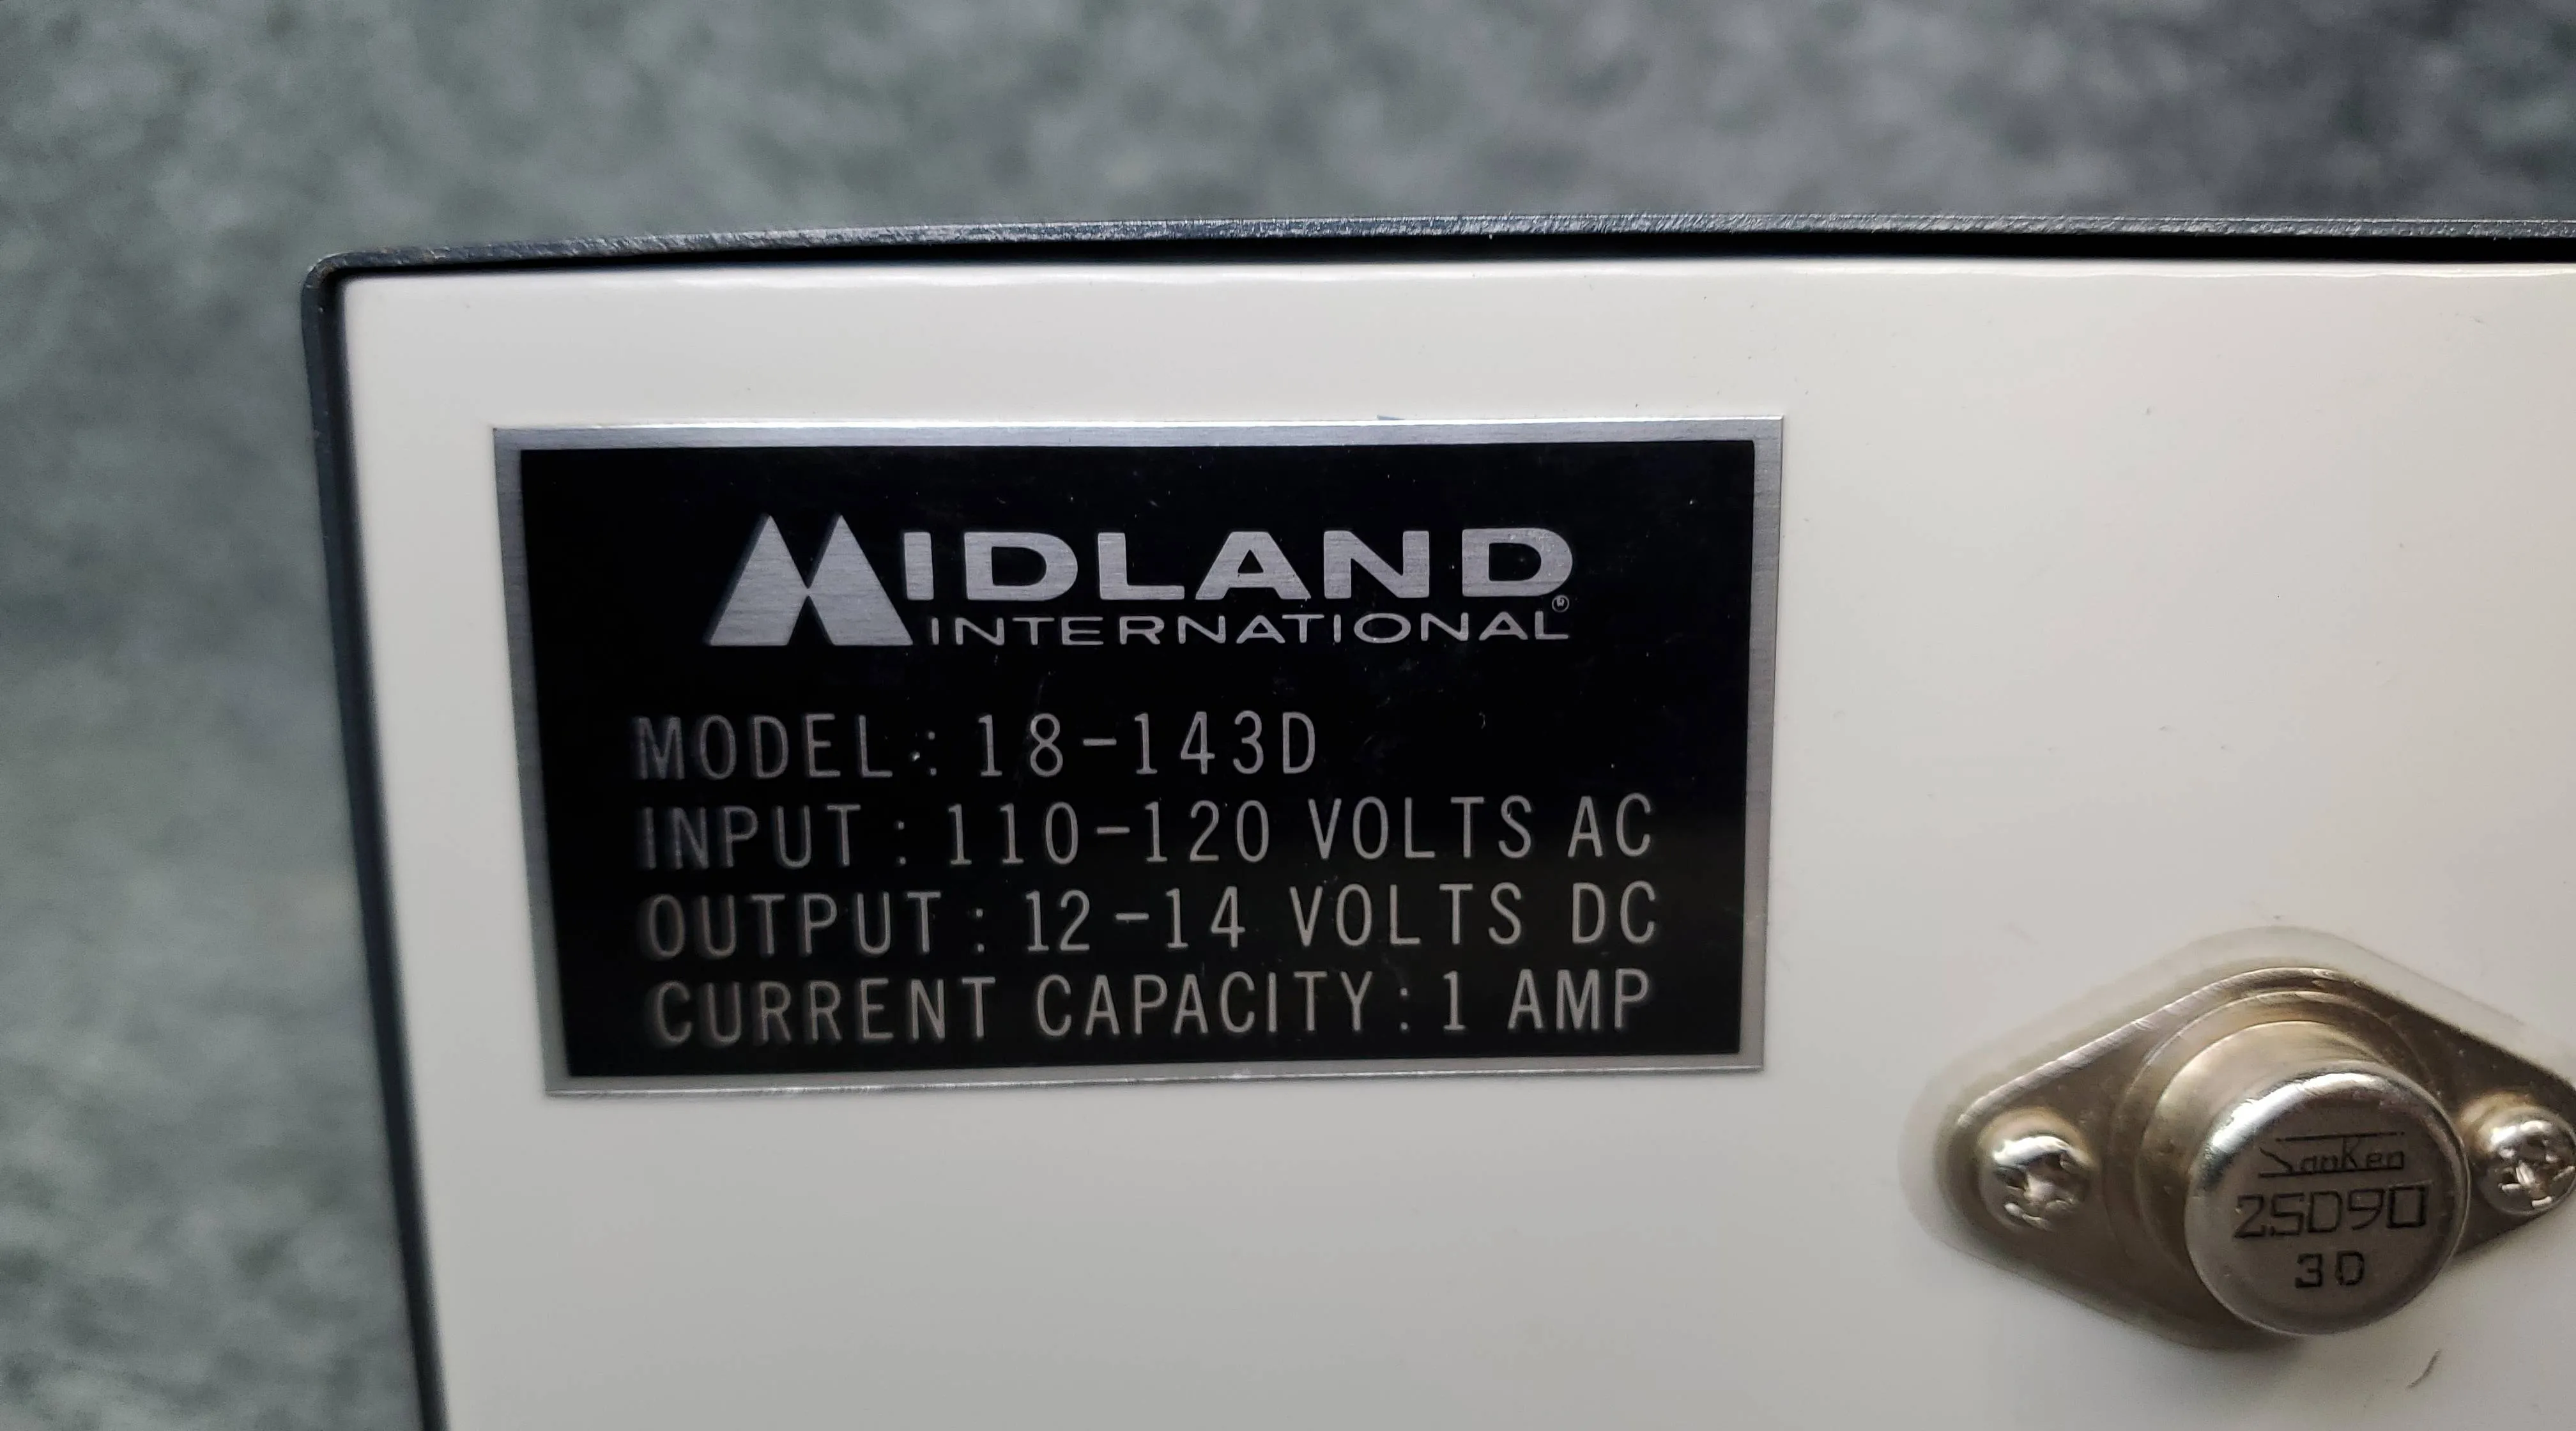 MIDLAND®
INTERNATIONAL
MODEL: 18-143D
INPUT: 110-120 VOLTS AC
OUTPUT: 12-14 VOLTS DC
CURRENT CAPACITY: 1 AMP
SanKen
2SD90
3D